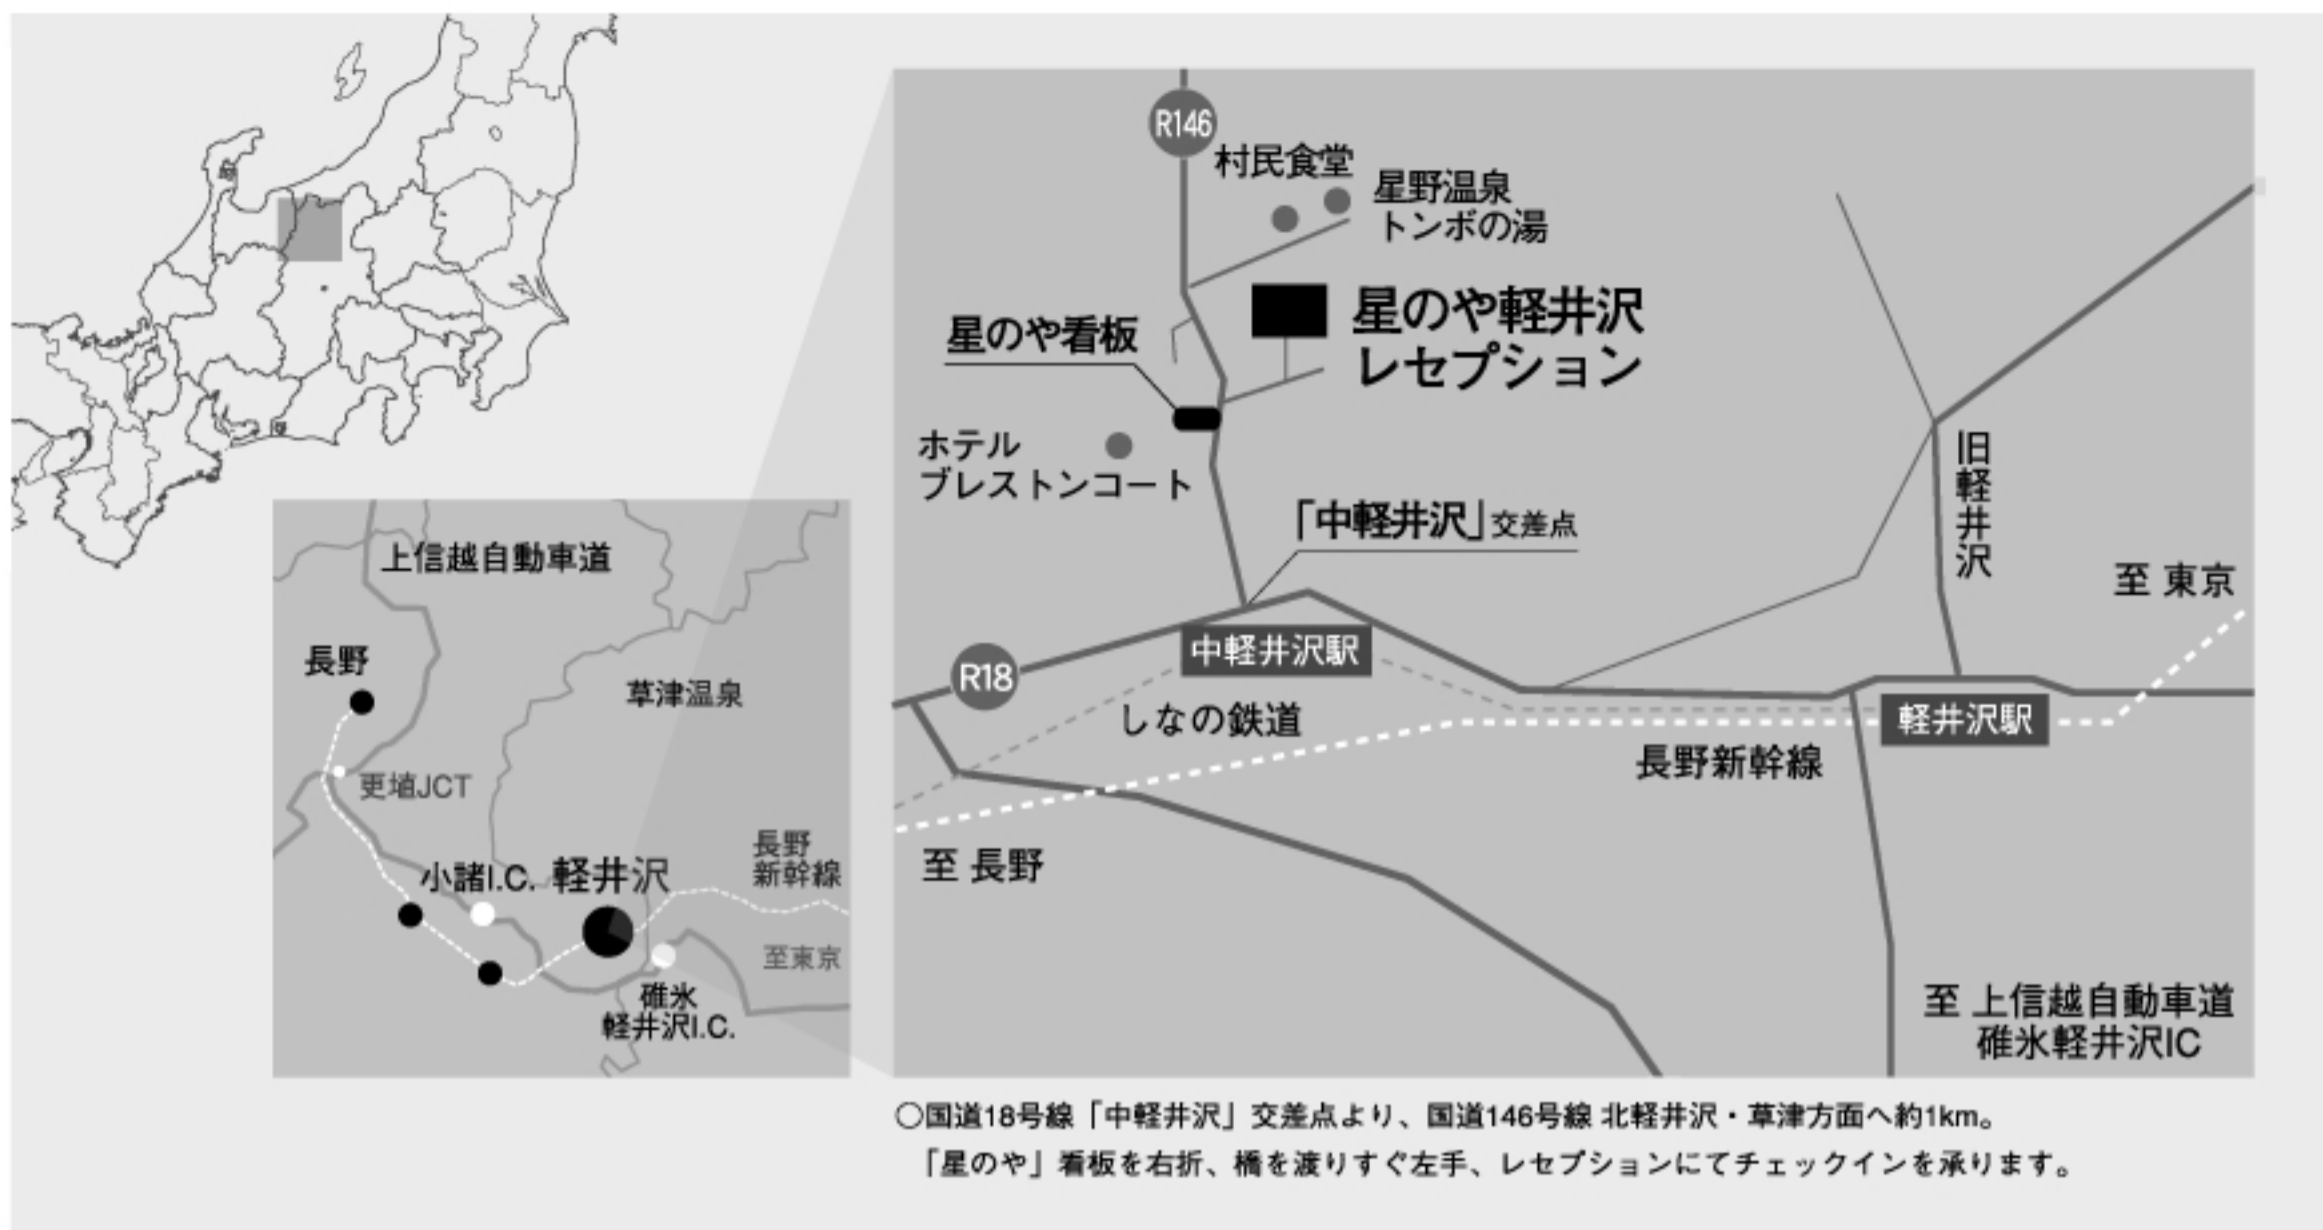 R146
村民食堂
星野温泉
トンボの湯
星のや軽井沢
レセプション
星のや看板
ホテル
ブレストンコート
「中軽井沢」交差点
旧軽井沢
至 東京
中軽井沢駅
R18
しなの鉄道
軽井沢駅
長野新幹線
至 長野
至 上信越自動車道
碓氷軽井沢IC
上信越自動車道
長野
草津温泉
更埴JCT
長野
新幹線
小諸I.C.
軽井沢
至東京
碓氷
軽井沢I.C.
○国道18号線「中軽井沢」交差点より、国道146号線 北軽井沢・草津方面へ約1km。
「星のや」看板を右折、橋を渡りすぐ左手、レセプションにてチェックインを承ります。